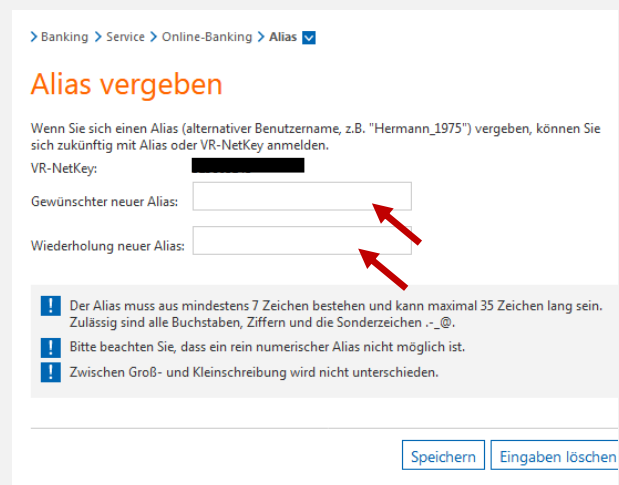 Banking Service Online-Banking Alias
Alias vergeben
Wenn Sie sich einen Alias (alternativer Benutzername, z.B. "Hermann_1975") vergeben, können Sie
sich zukünftig mit Alias oder VR-NetKey anmelden.
VR-NetKey:
Gewünschter neuer Alias:
Wiederholung neuer Alias:
! Der Alias muss aus mindestens 7 Zeichen bestehen und kann maximal 35 Zeichen lang sein.
Zulässig sind alle Buchstaben, Ziffern und die Sonderzeichen .-_@.
! Bitte beachten Sie, dass ein rein numerischer Alias nicht möglich ist.
! Zwischen Groß- und Kleinschreibung wird nicht unterschieden.
Speichern Eingaben löschen